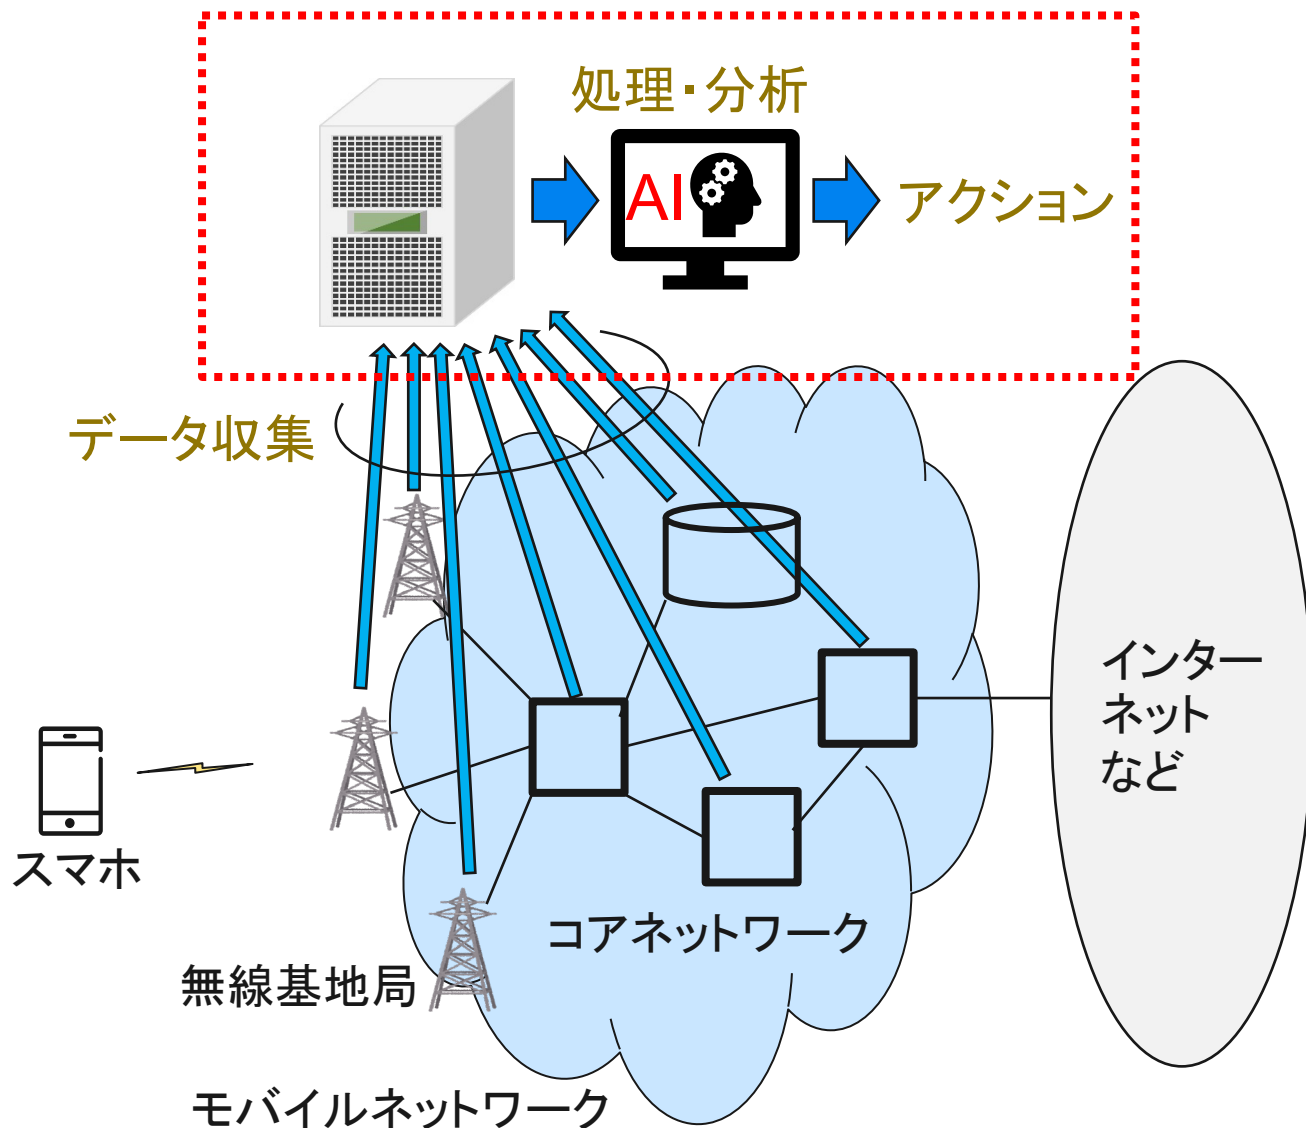 処理・分析
AI
アクション
データ収集
インター
ネット
など
スマホ
コアネットワーク
無線基地局
モバイルネットワーク